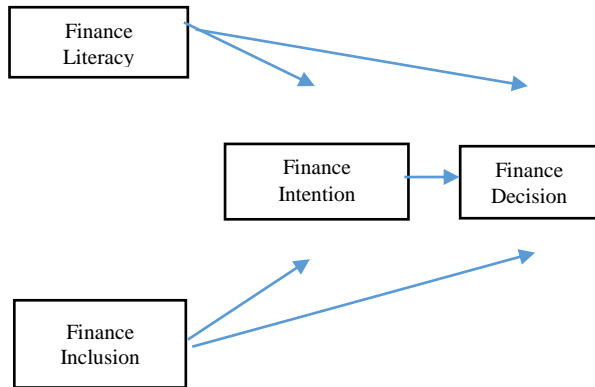 Finance
Literacy
Finance
Intention
Finance
Decision
Finance
Inclusion